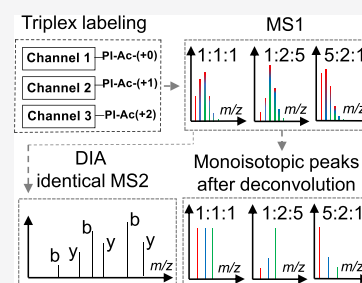 Triplex labeling
Channel 1 PI-Ac-(+0)
Channel 2 PI-Ac-(+1)
Channel 3 PI-Ac(+2)
MS1
1:1:1 1:2:5 5:2:1
m/z m/z m/z
DIA
identical MS2
b y b y b y
m/z
Monoisotopic peaks
after deconvolution
1:1:1 1:2:5 5:2:1
m/z m/z m/z